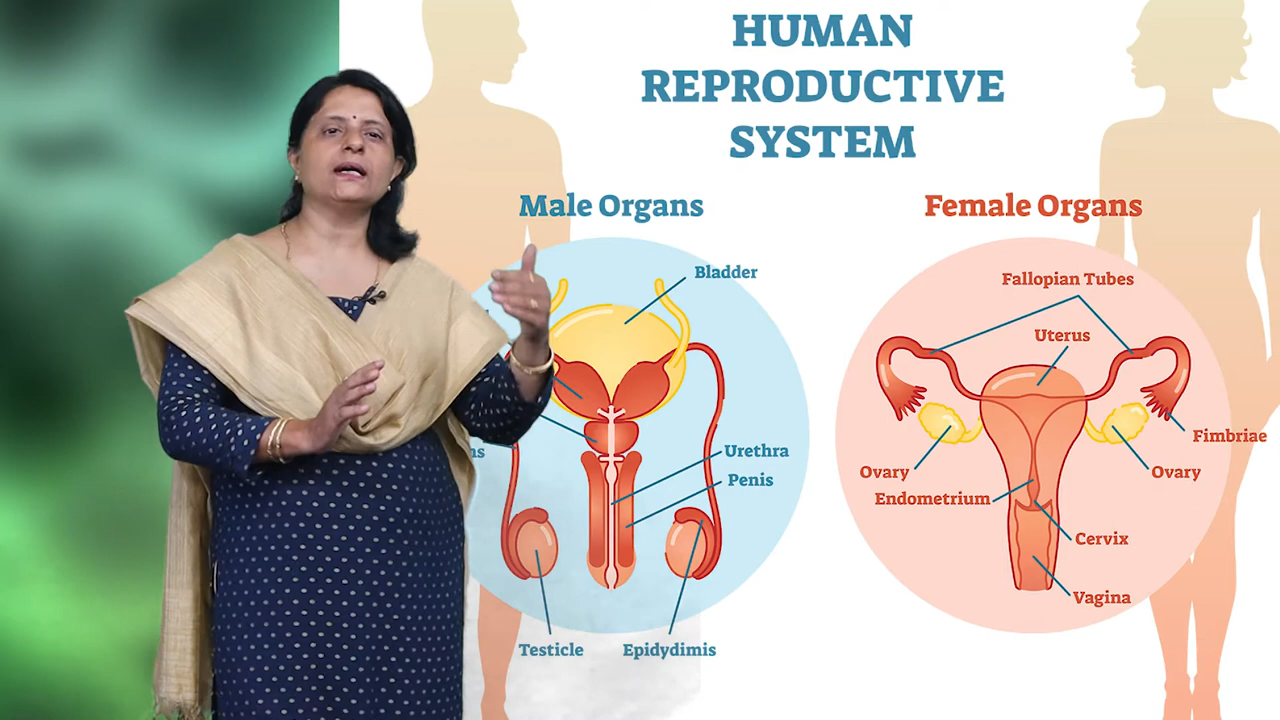 HUMAN
REPRODUCTIVE
SYSTEM
Male Organs
Female Organs
Bladder
Urethra
Penis
Testicle
Epidydimis
Fallopian Tubes
Uterus
Fimbriae
Ovary
Ovary
Endometrium
Cervix
Vagina